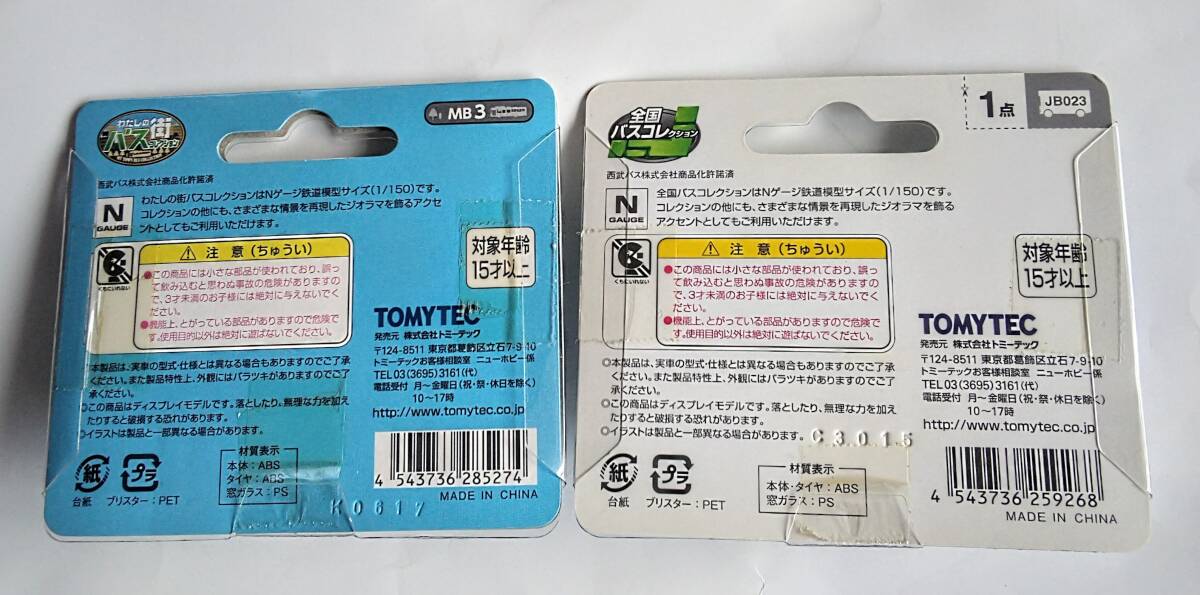 わたしの街
バス
コレクション
MB 3
西武バス株式会社商品化許諾済
N
GAUGE
わたしの街バスコレクションはNゲージ鉄道模型サイズ(1/150)です。
コレクションの他にも、さまざまな情景を再現したジオラマを飾るアクセ
ントとしてもご利用いただけます。
くちにいれない
⚠ 注 意(ちゅうい)
●この商品には小さな部品が使われており、誤っ
て飲み込むと思わぬ事故の危険がありますの
で、3才未満のお子様には絶対に与えないでく
ださい。
●機能上、とがっている部品がありますので危険で
す。使用目的以外は絶対に遊ばないでください。
対象年齢
15才以上
TOMYTEC
発売元 株式会社トミーテック
〒124-8511 東京都葛飾区立石7-9-10
トミーテックお客様相談室 ニューホビー係
TEL 03(3695)3161(代)
電話受付 月~金曜日(祝・祭・休日を除く)
10~17時
http://www.tomytec.co.jp
○本製品は、実車の型式・仕様とは異なる場合もありますのでご了承
ください。また製品特性上、外観にはバラツキがありますがご了承く
ださい。
○この商品はディスプレイモデルです。落としたり、無理な力を加え
たりすると破損する恐れがあります。
○イラストは製品と一部異なる場合があります。
紙
台紙
プラ
ブリスター:PET
材質表示
本体:ABS
タイヤ:ABS
窓ガラス:PS
4 543736 285274
MADE IN CHINA
K0617
全国
バスコレクション
1点
JB023
西武バス株式会社商品化許諾済
N
GAUGE
全国バスコレクションはNゲージ鉄道模型サイズ(1/150)です。
コレクションの他にも、さまざまな情景を再現したジオラマを飾る
アクセントとしてもご利用いただけます。
くちにいれない
⚠ 注 意(ちゅうい)
●この商品には小さな部品が使われており、誤っ
て飲み込むと思わぬ事故の危険がありますの
で、3才未満のお子様には絶対に与えないでく
ださい。
●機能上、とがっている部品がありますので危険で
す。使用目的以外は絶対に遊ばないでください。
対象年齢
15才以上
TOMYTEC
発売元 株式会社トミーテック
〒124-8511 東京都葛飾区立石7-9-10
トミーテックお客様相談室 ニューホビー係
TEL 03(3695)3161(代)
電話受付 月~金曜日(祝・祭・休日を除く)
10~17時
http://www.tomytec.co.jp
○本製品は、実車の型式・仕様とは異なる場合もありますのでご了承
ください。また製品特性上、外観にはバラツキがありますがご了承く
ださい。
○この商品はディスプレイモデルです。落としたり、無理な力を加え
たりすると破損する恐れがあります。
○イラストは製品と一部異なる場合があります。
C3.015
紙
台紙
プラ
ブリスター:PET
材質表示
本体・タイヤ:ABS
窓ガラス:PS
4 543736 259268
MADE IN CHINA